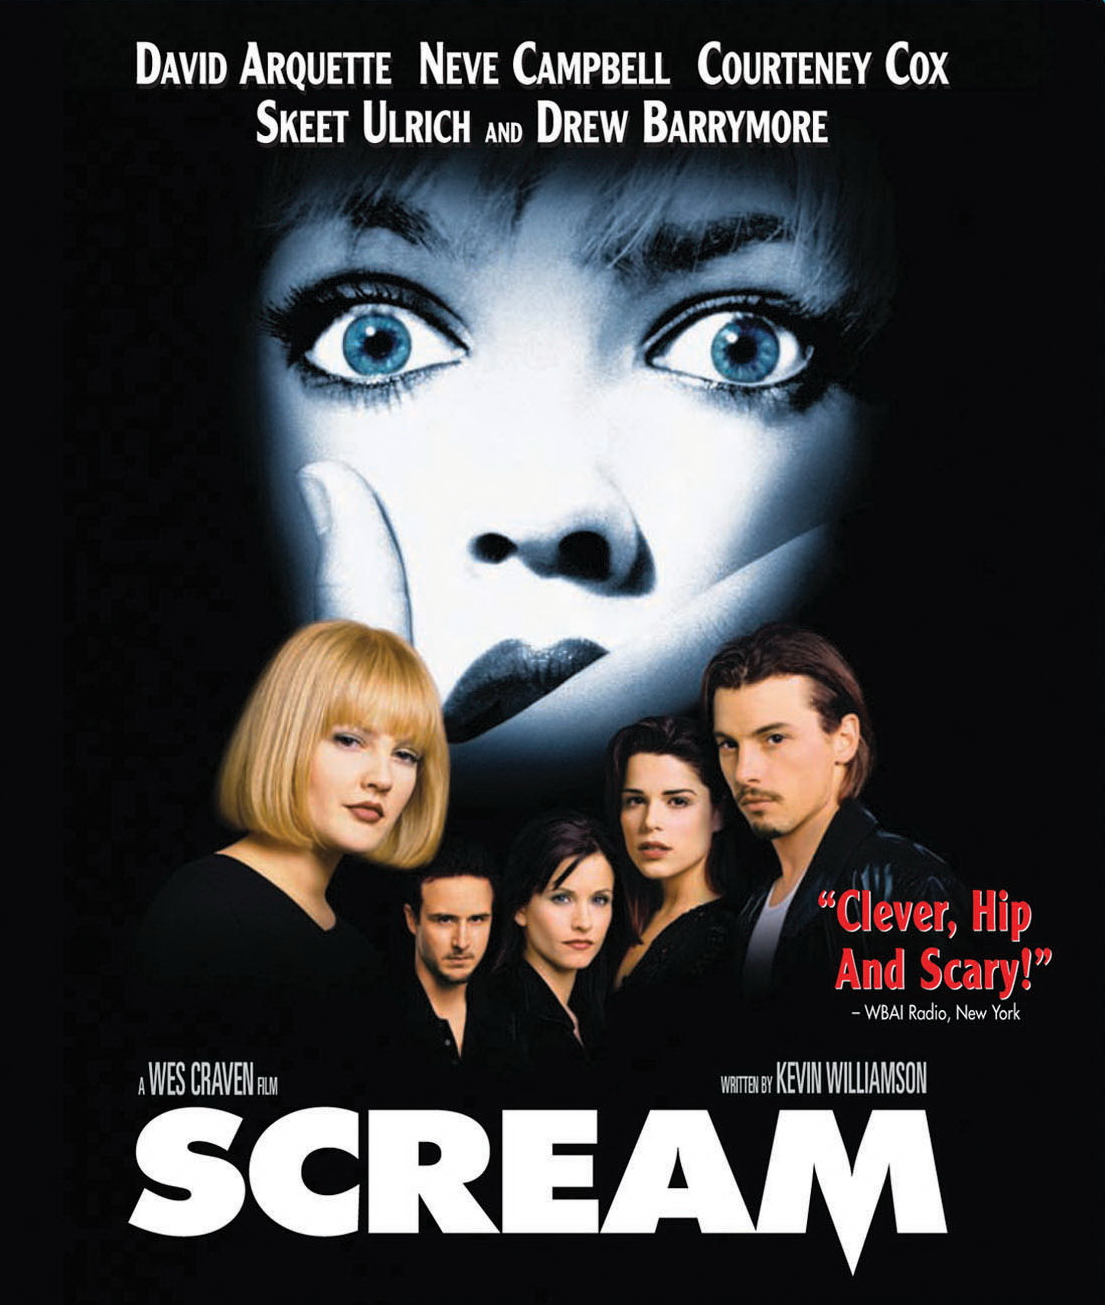 DAVID ARQUETTE NEVE CAMPBELL COURTENEY COX
SKEET ULRICH AND DREW BARRYMORE
“Clever, Hip
And Scary!”
– WBAI Radio, New York
A WES CRAVEN FILM
WRITTEN BY KEVIN WILLIAMSON
SCREAM